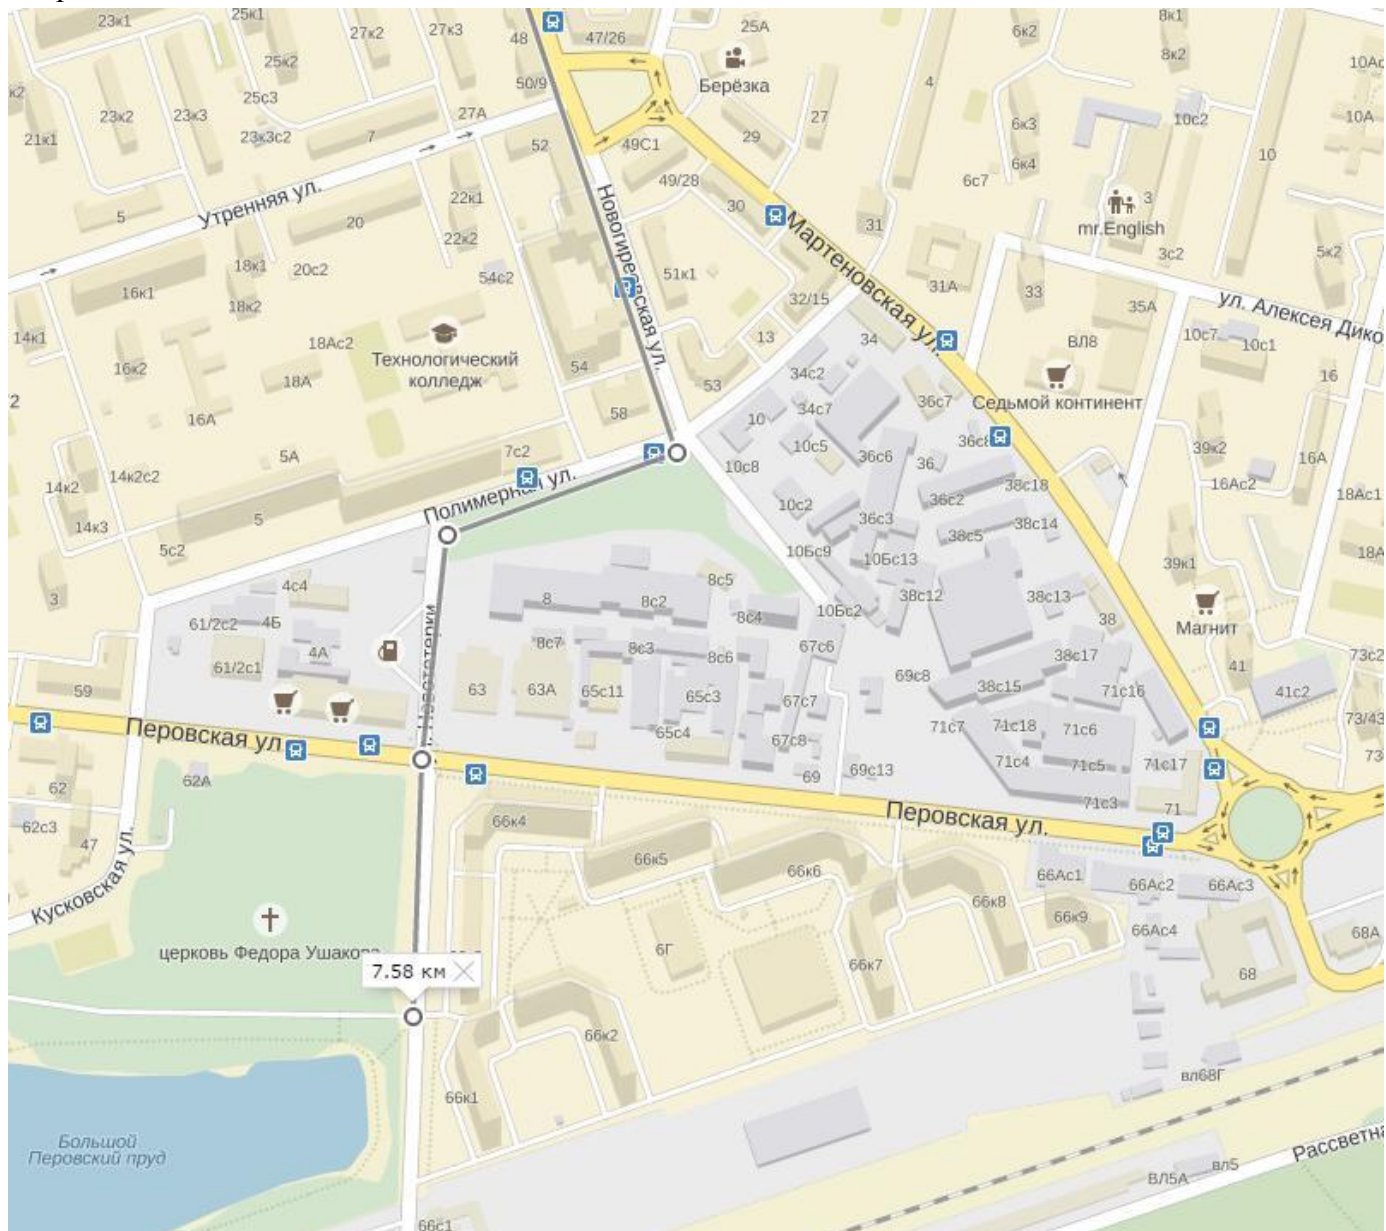 23к1
25к1
27к2
27к3
48
47/26
25А
6к2
8к1
8к2
10Ас
25к2
50/9
Берёзка
4
к2
25с3
27А
23к2
23к3
23к3с2
7
27
6к3
10с2
10А
21к1
52
49С1
29
6к4
10
49/28
6с7
3
Утренняя ул.
22к1
30
5
20
22к2
31
mr.English
Мартеновская ул.
3с2
5к2
18к1
20с2
54с2
51к1
Новогиреевская ул.
31А
33
16к1
18к2
32/15
35А
ул. Алексея Дико
14к1
18Ас2
Технологический
колледж
13
34
ВЛ8
10с7
10с1
16к2
18А
54
53
34с2
16
2
16А
58
10
34с7
36с7
Седьмой континент
5А
7с2
10с5
36с8
39к2
14к2с2
10с8
36с6
36
16А
14к2
38с18
16Ас2
18Ас1
Полимерная ул.
5
10с2
36с2
14к3
36с3
38с14
5с2
38с5
10Бс9
10Бс13
18А
39к1
4с4
8с5
3
8
8с2
38с12
38с13
61/2с2
4Б
8с4
10Бс2
38
Магнит
8с7
8с3
67с6
4А
8с6
38с17
73с2
61/2с1
69с8
41
59
63
63А
65с11
65с3
67с7
38с15
71с16
41с2
Перовская ул.
65с4
71с7
71с18
71с6
73/43
67с8
71с4
71с5
71с17
62А
69
69с13
62
71с3
71
62с3
66к4
Перовская ул.
47
66к5
66к6
66Ас1
66Ас2
66Ас3
Кусковская ул.
66к8
66к9
66Ас4
68А
церковь Федора Ушакова
6Г
66к7
7.58 км
68
66к2
вл68Г
66к1
Большой
Перовский пруд
Рассветна
вл5
ВЛ5А
66с1